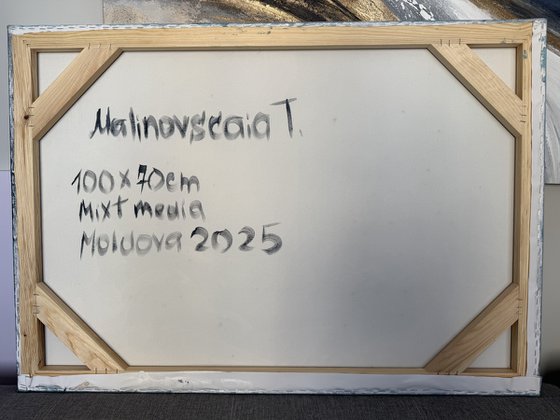 Malinovscaia T.
100x70cm
Mixt media
Moldova 2025